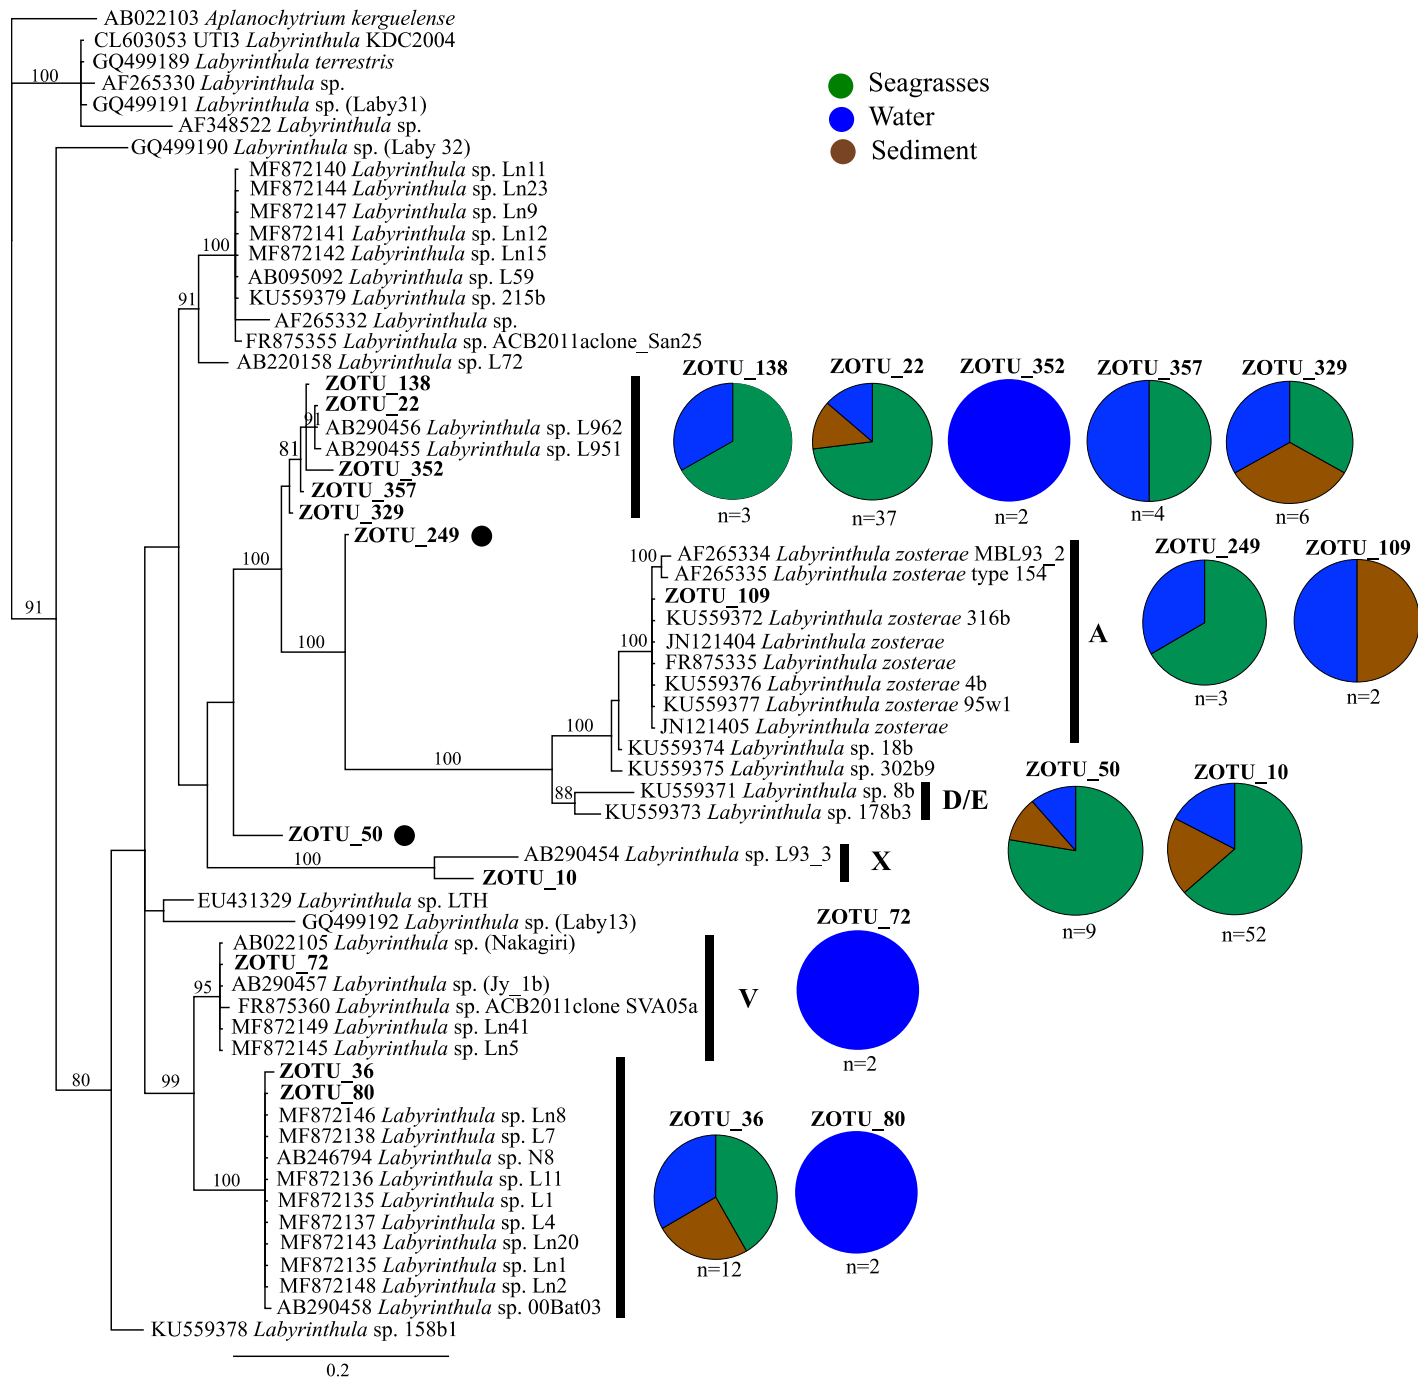 AB022103 Aplanochytrium kerguelense
CL603053 UTI3 Labyrinthula KDC2004
GQ499189 Labyrinthula terrestris
100
AF265330 Labyrinthula sp.
GQ499191 Labyrinthula sp. (Laby31)
AF348522 Labyrinthula sp.
GQ499190 Labyrinthula sp. (Laby 32)
Seagrasses
Water
Sediment
MF872140 Labyrinthula sp. Ln11
MF872144 Labyrinthula sp. Ln23
MF872147 Labyrinthula sp. Ln9
MF872141 Labyrinthula sp. Ln12
100
MF872142 Labyrinthula sp. Ln15
AB095092 Labyrinthula sp. L59
KU559379 Labyrinthula sp. 215b
91
AF265332 Labyrinthula sp.
FR875355 Labyrinthula sp. ACB2011aclone_San25
AB220158 Labyrinthula sp. L72
ZOTU_138
ZOTU_22
91
AB290456 Labyrinthula sp. L962
AB290455 Labyrinthula sp. L951
81
ZOTU_352
ZOTU_357
ZOTU_329
ZOTU_138
ZOTU_22
ZOTU_352
ZOTU_357
ZOTU_329
n=3
n=37
n=2
n=4
n=6
ZOTU_249
100
100
AF265334 Labyrinthula zosterae MBL93_2
AF265335 Labyrinthula zosterae type 154
ZOTU_109
KU559372 Labyrinthula zosterae 316b
100
JN121404 Labrinthula zosterae
A
FR875335 Labyrinthula zosterae
KU559376 Labyrinthula zosterae 4b
KU559377 Labyrinthula zosterae 95w1
JN121405 Labyrinthula zosterae
100
KU559374 Labyrinthula sp. 18b
KU559375 Labyrinthula sp. 302b9
100
100
88
KU559371 Labyrinthula sp. 8b
KU559373 Labyrinthula sp. 178b3
D/E
ZOTU_249
ZOTU_109
n=3
n=2
ZOTU_50
ZOTU_10
n=9
n=52
ZOTU_50
100
AB290454 Labyrinthula sp. L93_3
ZOTU_10
X
91
EU431329 Labyrinthula sp. LTH
GQ499192 Labyrinthula sp. (Laby13)
AB022105 Labyrinthula sp. (Nakagiri)
ZOTU_72
95
AB290457 Labyrinthula sp. (Jy_1b)
FR875360 Labyrinthula sp. ACB2011clone SVA05a
MF872149 Labyrinthula sp. Ln41
MF872145 Labyrinthula sp. Ln5
V
ZOTU_72
n=2
80
99
ZOTU_36
ZOTU_80
MF872146 Labyrinthula sp. Ln8
MF872138 Labyrinthula sp. L7
AB246794 Labyrinthula sp. N8
100
MF872136 Labyrinthula sp. L11
MF872135 Labyrinthula sp. L1
MF872137 Labyrinthula sp. L4
MF872143 Labyrinthula sp. Ln20
MF872135 Labyrinthula sp. Ln1
MF872148 Labyrinthula sp. Ln2
AB290458 Labyrinthula sp. 00Bat03
ZOTU_36
ZOTU_80
n=12
n=2
KU559378 Labyrinthula sp. 158b1
0.2